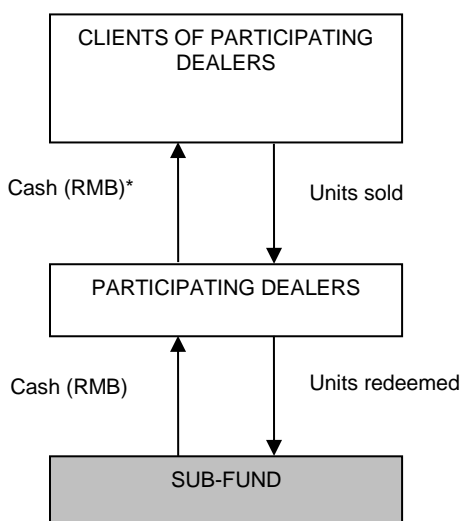 CLIENTS OF PARTICIPATING
DEALERS
Cash (RMB)*
Units sold
PARTICIPATING DEALERS
Cash (RMB)
Units redeemed
SUB-FUND